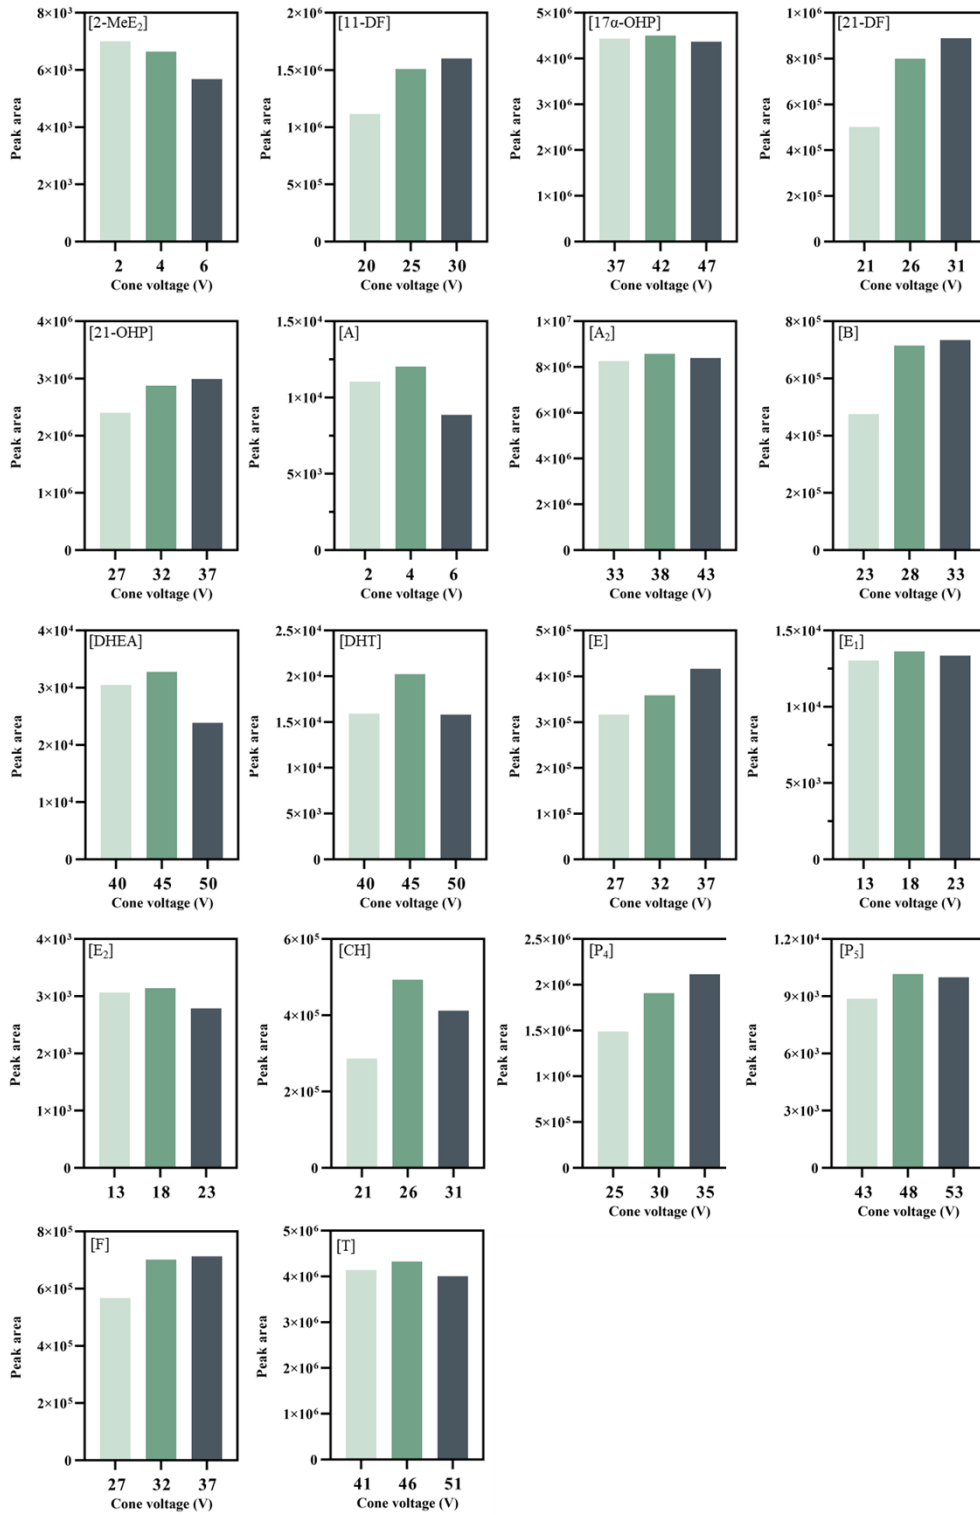 [2-MeE₂]
8×10³
6×10³
4×10³
2×10³
0
Peak area
2 4 6
Cone voltage (V)
[11-DF]
2×10⁶
1.5×10⁶
1×10⁶
5×10⁵
0
Peak area
20 25 30
Cone voltage (V)
[17α-OHP]
5×10⁶
4×10⁶
3×10⁶
2×10⁶
1×10⁶
0
Peak area
37 42 47
Cone voltage (V)
[21-DF]
1×10⁶
8×10⁵
6×10⁵
4×10⁵
2×10⁵
0
Peak area
21 26 31
Cone voltage (V)
[21-OHP]
4×10⁶
3×10⁶
2×10⁶
1×10⁶
0
Peak area
27 32 37
Cone voltage (V)
[A]
1.5×10⁴
1×10⁴
5×10³
0
Peak area
2 4 6
Cone voltage (V)
[A₂]
1×10⁷
8×10⁶
6×10⁶
4×10⁶
2×10⁶
0
Peak area
33 38 43
Cone voltage (V)
[B]
8×10⁵
6×10⁵
4×10⁵
2×10⁵
0
Peak area
23 28 33
Cone voltage (V)
[DHEA]
4×10⁴
3×10⁴
2×10⁴
1×10⁴
0
Peak area
40 45 50
Cone voltage (V)
[DHT]
2.5×10⁴
2×10⁴
1.5×10⁴
1×10⁴
5×10³
0
Peak area
40 45 50
Cone voltage (V)
[E]
5×10⁵
4×10⁵
3×10⁵
2×10⁵
1×10⁵
0
Peak area
27 32 37
Cone voltage (V)
[E₁]
1.5×10⁴
1×10⁴
5×10³
0
Peak area
13 18 23
Cone voltage (V)
[E₂]
4×10³
3×10³
2×10³
1×10³
0
Peak area
13 18 23
[CH]
6×10⁵
4×10⁵
2×10⁵
0
Peak area
21 26 31
[P₄]
2.5×10⁶
2×10⁶
1.5×10⁶
1×10⁶
5×10⁵
0
Peak area
25 30 35
Cone voltage (V)
[P₅]
1.2×10⁴
9×10³
6×10³
3×10³
0
Peak area
43 48 53
Cone voltage (V)
[F]
8×10⁵
6×10⁵
4×10⁵
2×10⁵
0
Peak area
27 32 37
Cone voltage (V)
[T]
5×10⁶
4×10⁶
3×10⁶
2×10⁶
1×10⁶
0
Peak area
41 46 51
Cone voltage (V)